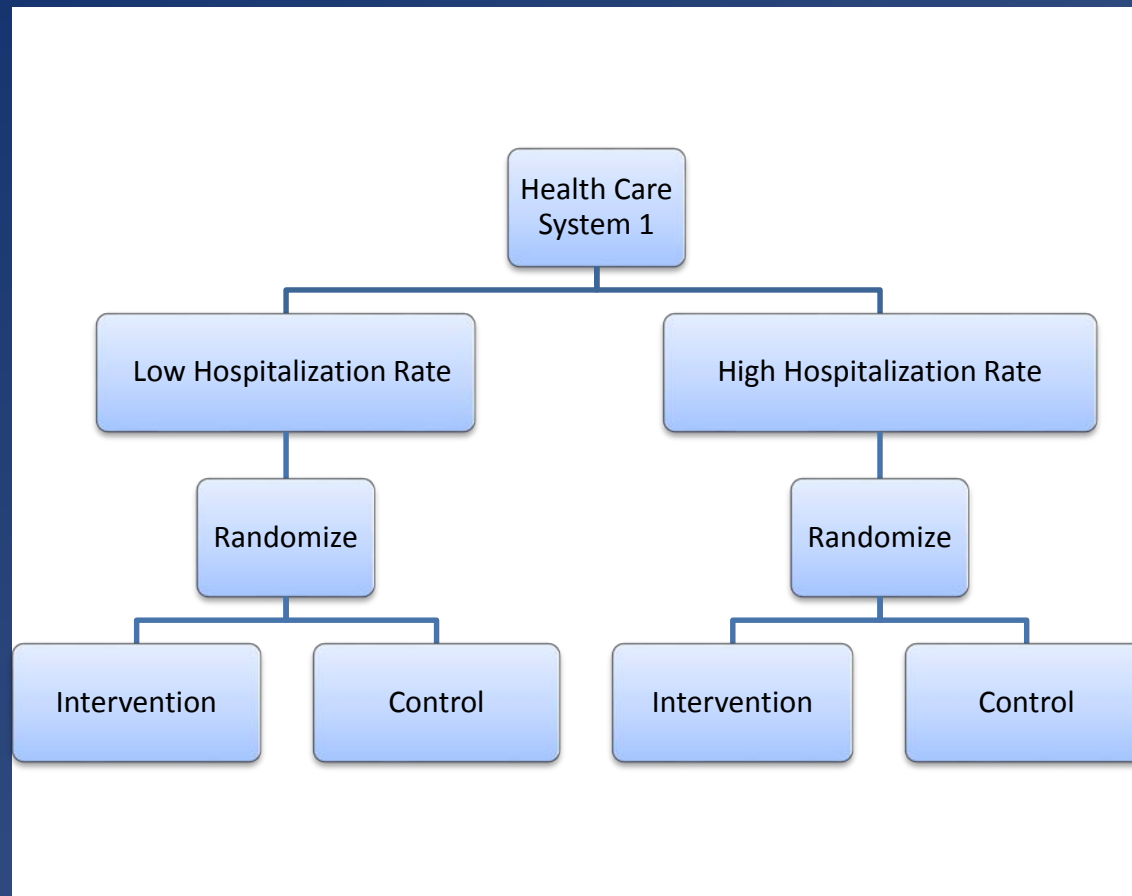 Health Care
System 1
Low Hospitalization Rate
High Hospitalization Rate
Randomize
Randomize
Intervention
Control
Intervention
Control